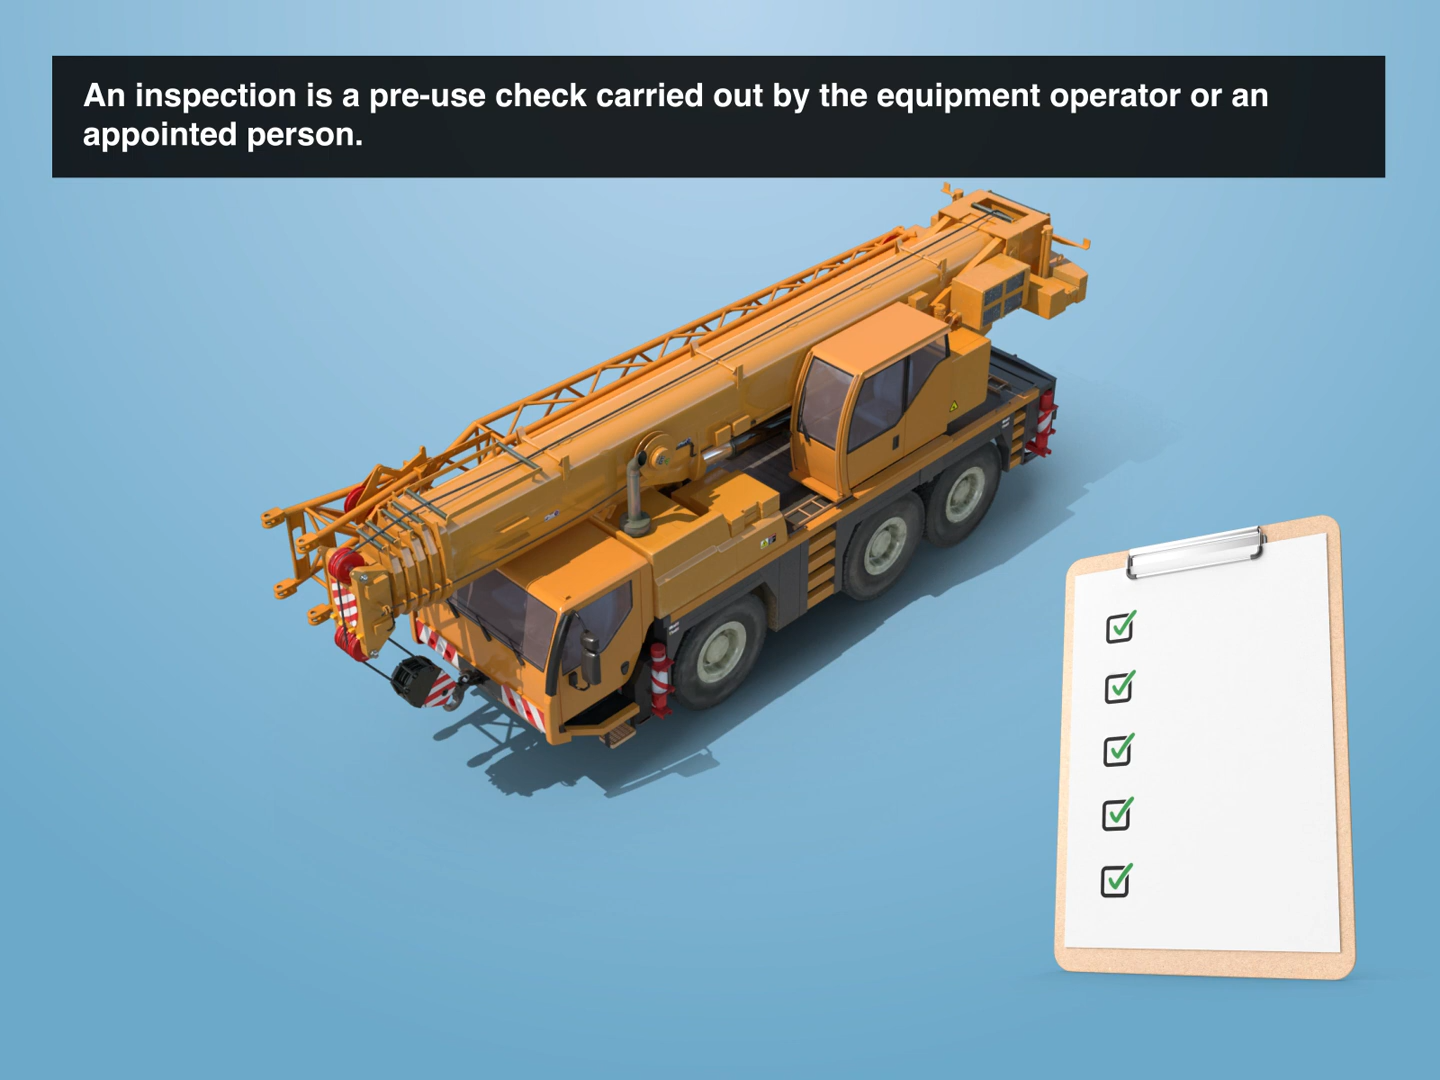 An inspection is a pre-use check carried out by the equipment operator or an
appointed person.